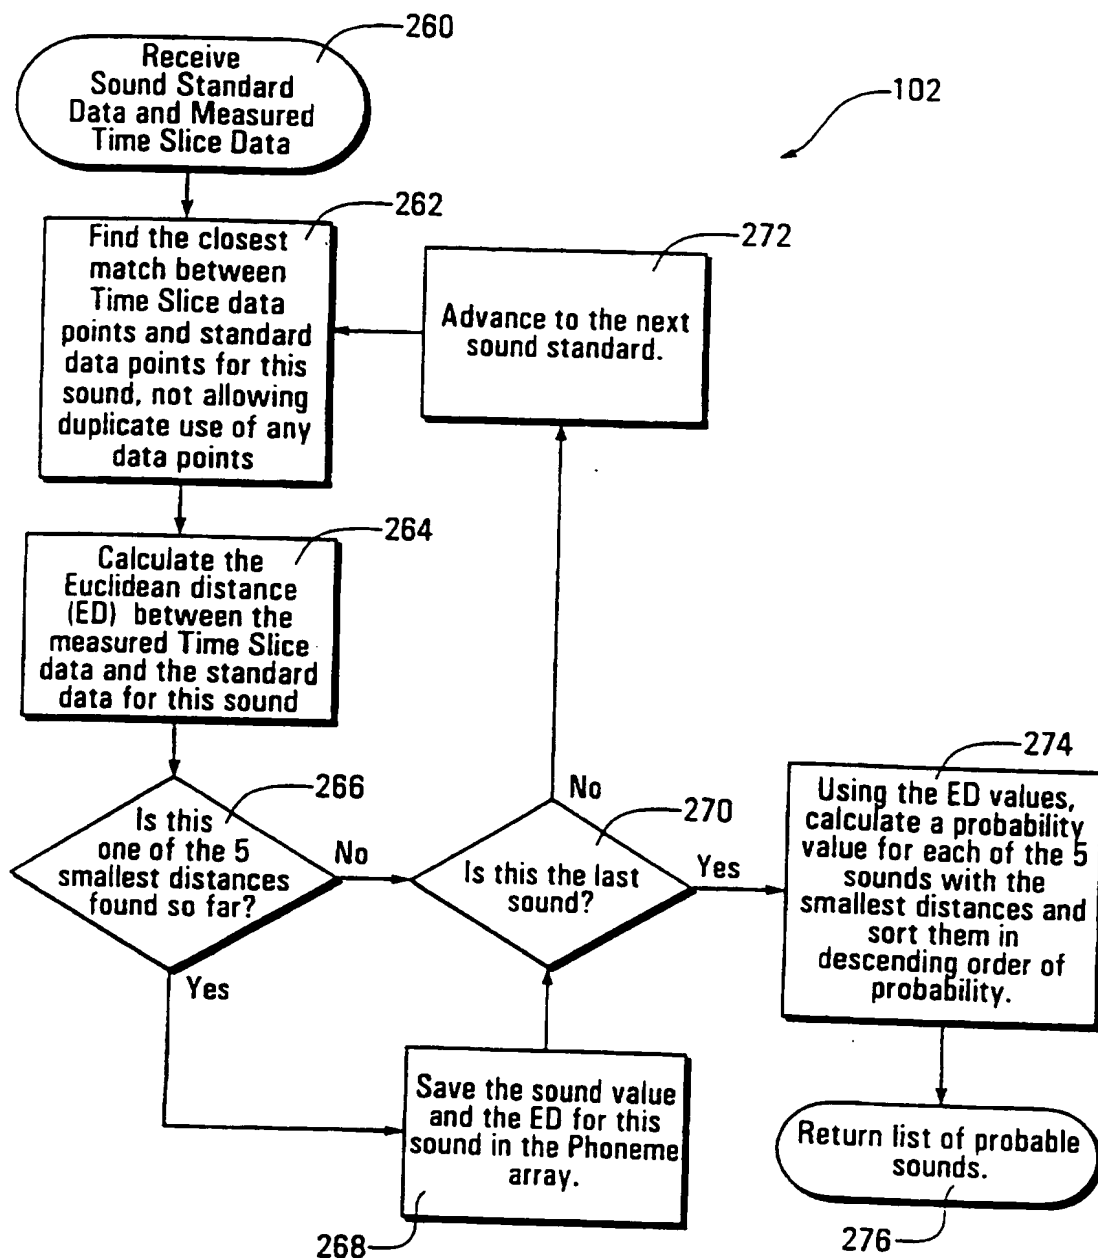 260
Receive
Sound Standard
Data and Measured
Time Slice Data
102
262
Find the closest
match between
Time Slice data
points and standard
data points for this
sound, not allowing
duplicate use of any
data points
272
Advance to the next
sound standard.
264
Calculate the
Euclidean distance
(ED) between the
measured Time Slice
data and the standard
data for this sound
266
Is this
one of the 5
smallest distances
found so far?
No
Yes
270
Is this the last
sound?
No
Yes
274
Using the ED values,
calculate a probability
value for each of the 5
sounds with the
smallest distances and
sort them in
descending order of
probability.
Save the sound value
and the ED for this
sound in the Phoneme
array.
268
Return list of probable
sounds.
276